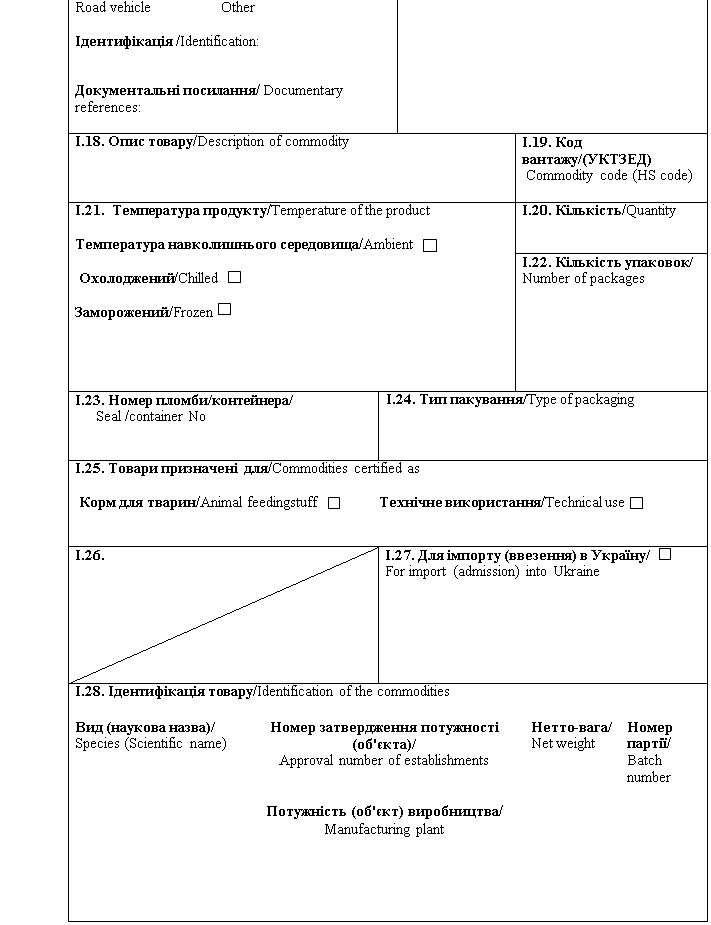 Road vehicle Other
Ідентифікація /Identification:
Документальні посилання/ Documentary
references:
I.18. Опис товару/Description of commodity
I.19. Код
вантажу/(УКТЗЕД)
Commodity code (HS code)
I.21. Температура продукту/Temperature of the product
I.20. Кількість/Quantity
Температура навколишнього середовища/Ambient
I.22. Кількість упаковок/
Number of packages
Охолоджений/Chilled
Заморожений/Frozen
I.23. Номер пломби/контейнера/
Seal /container No
I.24. Тип пакування/Type of packaging
I.25. Товари призначені для/Commodities certified as
Корм для тварин/Animal feedingstuff Технічне використання/Technical use
I.26.
I.27. Для імпорту (ввезення) в Україну/
For import (admission) into Ukraine
I.28. Ідентифікація товару/Identification of the commodities
Вид (наукова назва)/
Species (Scientific name)
Номер затвердження потужності
(об'єкта)/
Approval number of establishments
Нетто-вага/
Net weight
Номер
партії/
Batch
number
Потужність (об'єкт) виробництва/
Manufacturing plant